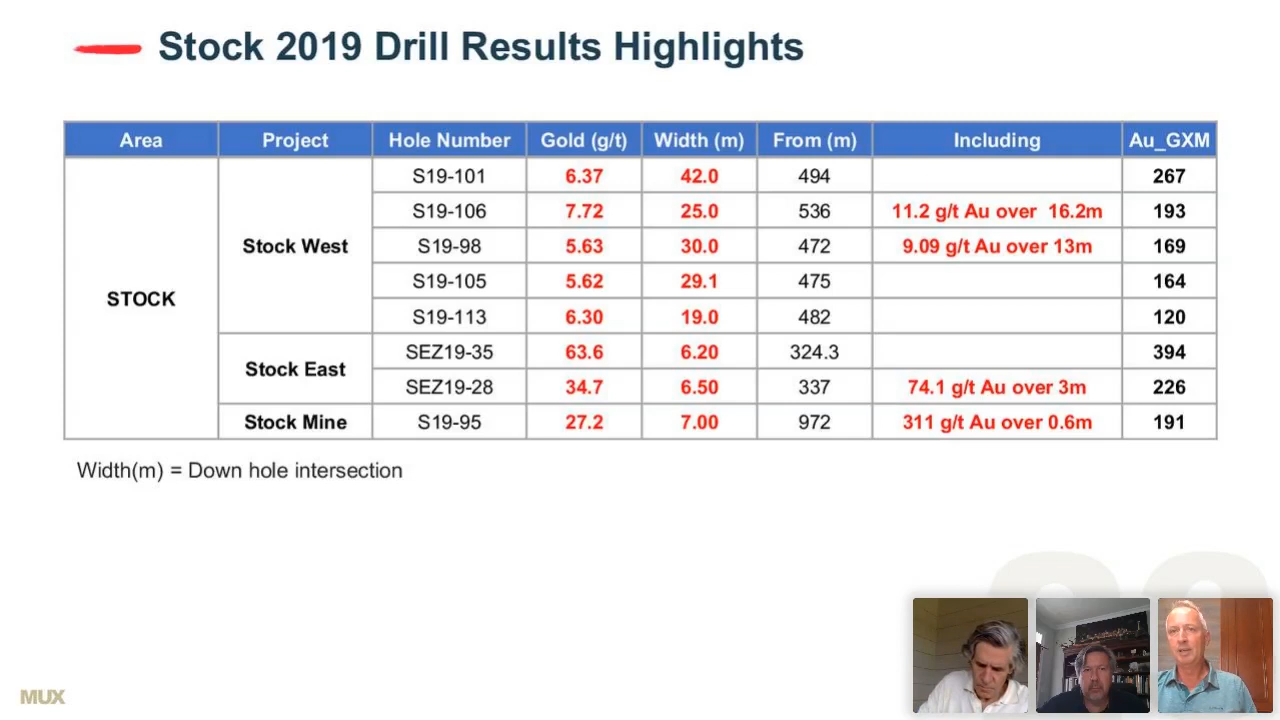 Stock 2019 Drill Results Highlights
Area Project Hole Number Gold (g/t) Width (m) From (m) Including Au_GXM
STOCK
Stock West
S19-101 6.37 42.0 494 267
S19-106 7.72 25.0 536 11.2 g/t Au over 16.2m 193
S19-98 5.63 30.0 472 9.09 g/t Au over 13m 169
S19-105 5.62 29.1 475 164
S19-113 6.30 19.0 482 120
Stock East
SEZ19-35 63.6 6.20 324.3 394
SEZ19-28 34.7 6.50 337 74.1 g/t Au over 3m 226
Stock Mine S19-95 27.2 7.00 972 311 g/t Au over 0.6m 191
Width(m) = Down hole intersection
MUX